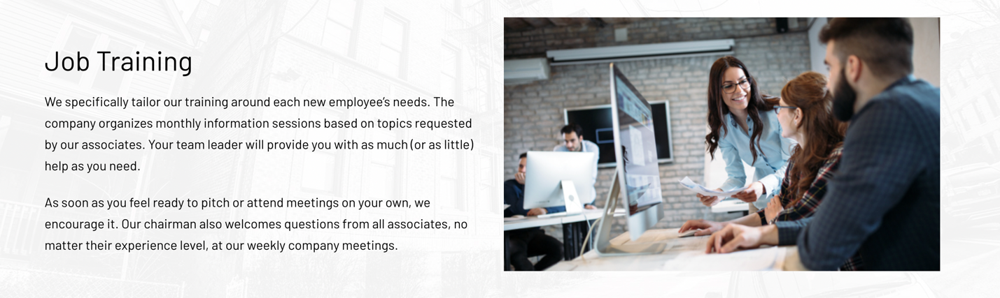 Job Training
We specifically tailor our training around each new employee's needs. The
company organizes monthly information sessions based on topics requested
by our associates. Your team leader will provide you with as much (or as little)
help as you need.
As soon as you feel ready to pitch or attend meetings on your own, we
encourage it. Our chairman also welcomes questions from all associates, no
matter their experience level, at our weekly company meetings.